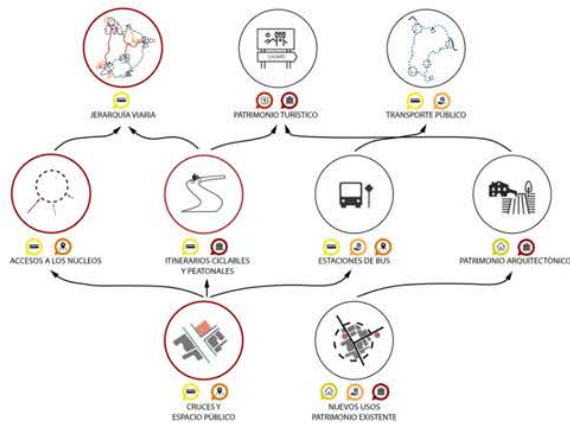 JERARQUÍA VIARIA
PATRIMONIO TURÍSTICO
TRANSPORTE PÚBLICO
ACCESOS A LOS NUCLEOS
ITINERARIOS CICLABLES
Y PEATONALES
ESTACIONES DE BUS
PATRIMONIO ARQUITECTÓNICO
CRUCES Y
ESPACIO PÚBLICO
NUEVOS USOS
PATRIMONIO EXISTENTE